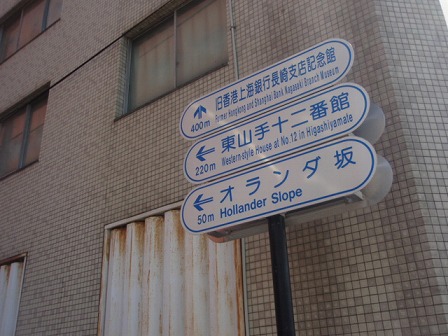 旧香港上海銀行長崎支店記念館
400m Former Hongkong and Shanghai Bank Nagasaki Branch Museum
東山手十二番館
220m Western-style House at No.12 in Higashiyamate
オランダ坂
50m Hollander Slope